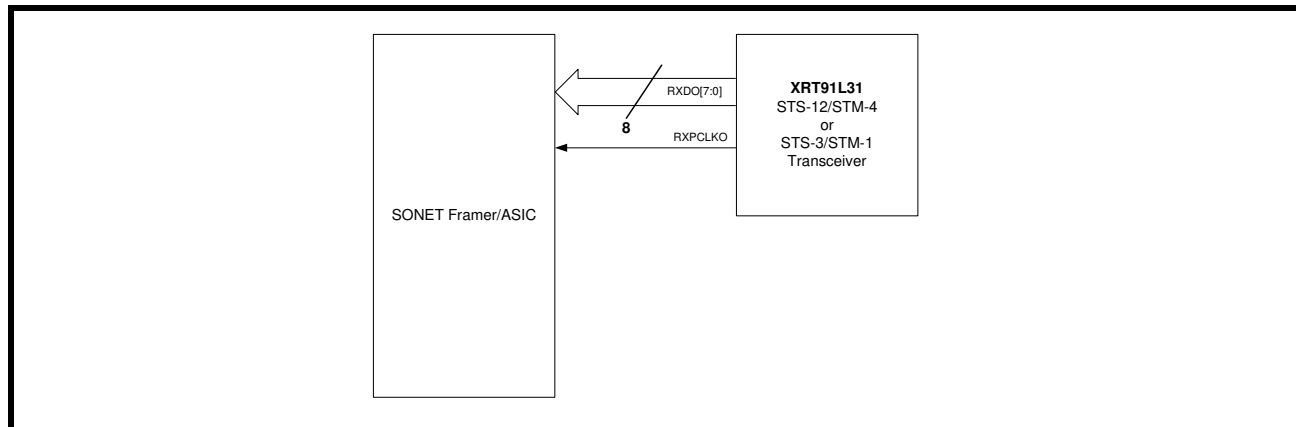 RXDO[7:0]
8
RXPCLKO
XRT91L31
STS-12/STM-4
or
STS-3/STM-1
Transceiver
SONET Framer/ASIC